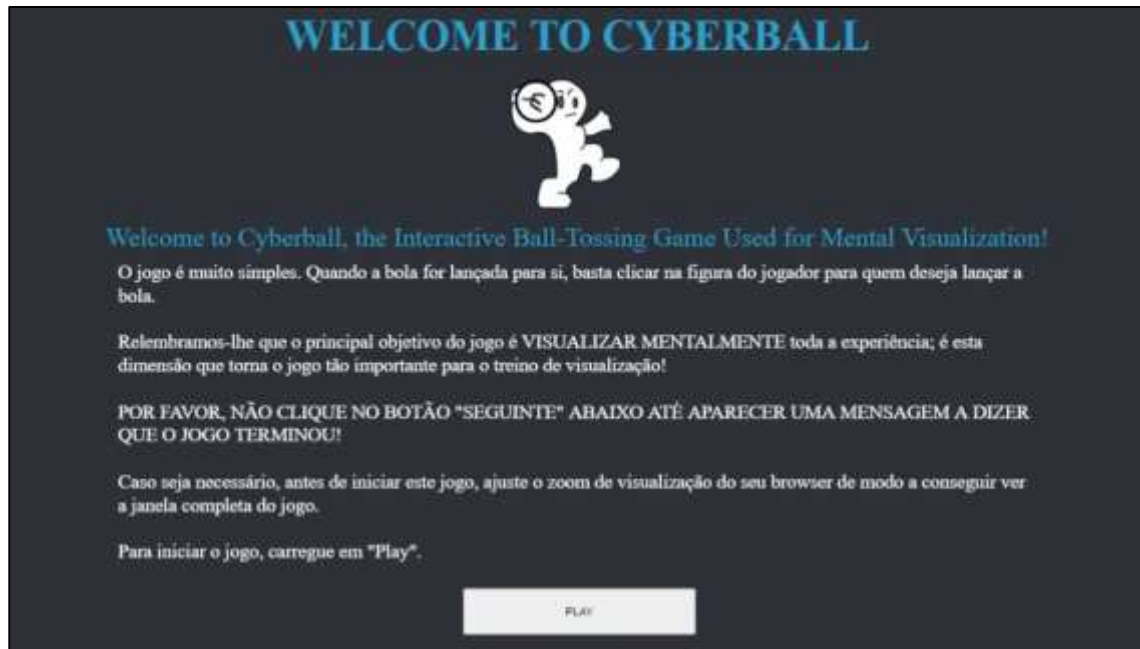 WELCOME TO CYBERBALL
Welcome to Cyberball, the Interactive Ball-Tossing Game Used for Mental Visualization!
O jogo é muito simples. Quando a bola for lançada para si, basta clicar na figura do jogador para quem deseja lançar a
bola.
Relembramos-lhe que o principal objetivo do jogo é VISUALIZAR MENTALMENTE toda a experiência; é esta
dimensão que torna o jogo tão importante para o treino de visualização!
POR FAVOR, NÃO CLIQUE NO BOTÃO "SEGUINTE" ABAIXO ATÉ APARECER UMA MENSAGEM A DIZER
QUE O JOGO TERMINOU!
Caso seja necessário, antes de iniciar este jogo, ajuste o zoom de visualização do seu browser de modo a conseguir ver
a janela completa do jogo.
Para iniciar o jogo, carregue em "Play".
PLAY